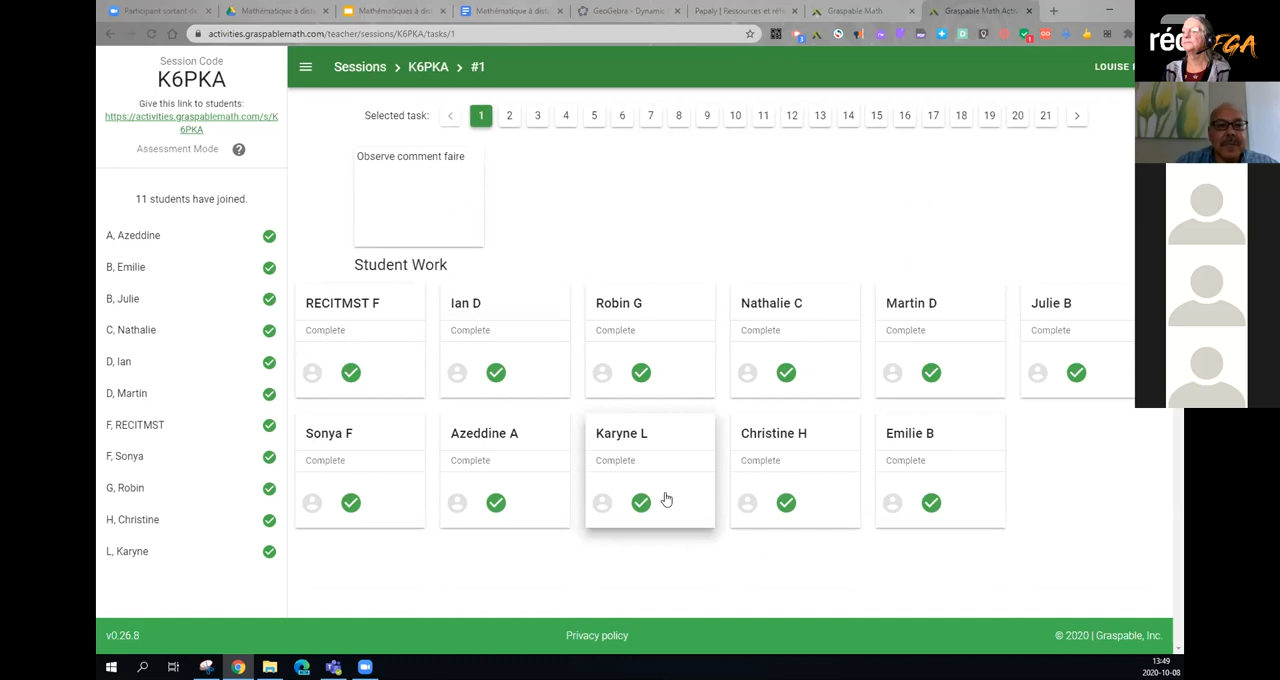 Participant sortant d
Mathématique à dist
Mathématiques à dist
Mathématique à dist
GeoGebra - Dynamic
Papaly | Ressources et réf
Graspable Math
Graspable Math Acti
activities.graspablemath.com/teacher/sessions/K6PKA/tasks/1
Session Code
K6PKA
Give this link to students:
https://activities.graspablemath.com/s/K
6PKA
Assessment Mode ?
11 students have joined.
A, Azeddine
B, Emilie
B, Julie
C, Nathalie
D, Ian
D, Martin
F, RECITMST
F, Sonya
G, Robin
H, Christine
L, Karyne
Sessions > K6PKA > #1
LOUISE
Selected task: < 1 2 3 4 5 6 7 8 9 10 11 12 13 14 15 16 17 18 19 20 21 >
Observe comment faire
Student Work
RECITMST F
Complete
Ian D
Complete
Robin G
Complete
Nathalie C
Complete
Martin D
Complete
Julie B
Complete
Sonya F
Complete
Azeddine A
Complete
Karyne L
Complete
Christine H
Complete
Emilie B
Complete
v0.26.8
Privacy policy
© 2020 | Graspable, Inc.
13:49
2020-10-08
FGA